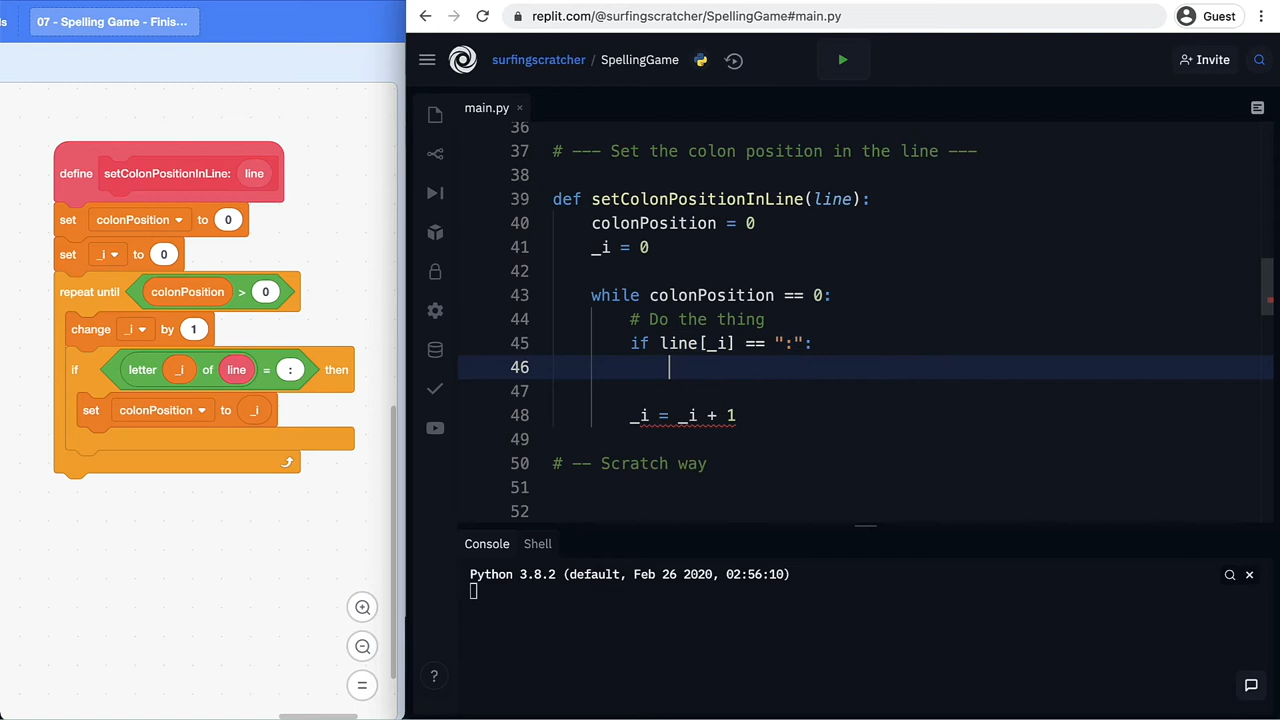 ls
07 - Spelling Game - Finis...
define setColonPositionInLine: line
set colonPosition to 0
set _i to 0
repeat until colonPosition > 0
change _i by 1
if letter _i of line = : then
set colonPosition to _i
replit.com/@surfingscratcher/SpellingGame#main.py
Guest
surfingscratcher / SpellingGame
Invite
main.py ×
36
37 # --- Set the colon position in the line ---
38
39 def setColonPositionInLine(line):
40 colonPosition = 0
41 _i = 0
42
43 while colonPosition == 0:
44 # Do the thing
45 if line[_i] == ":":
46
47
48 _i = _i + 1
49
50 # -- Scratch way
51
52
Console Shell
Python 3.8.2 (default, Feb 26 2020, 02:56:10)
?